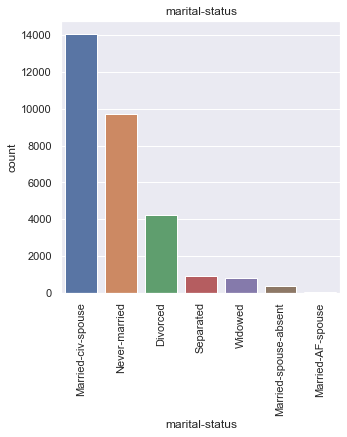 marital-status
14000
12000
10000
8000
6000
4000
2000
0
count
Married-civ-spouse
Never-married
Divorced
Separated
Widowed
Married-spouse-absent
Married-AF-spouse
marital-status